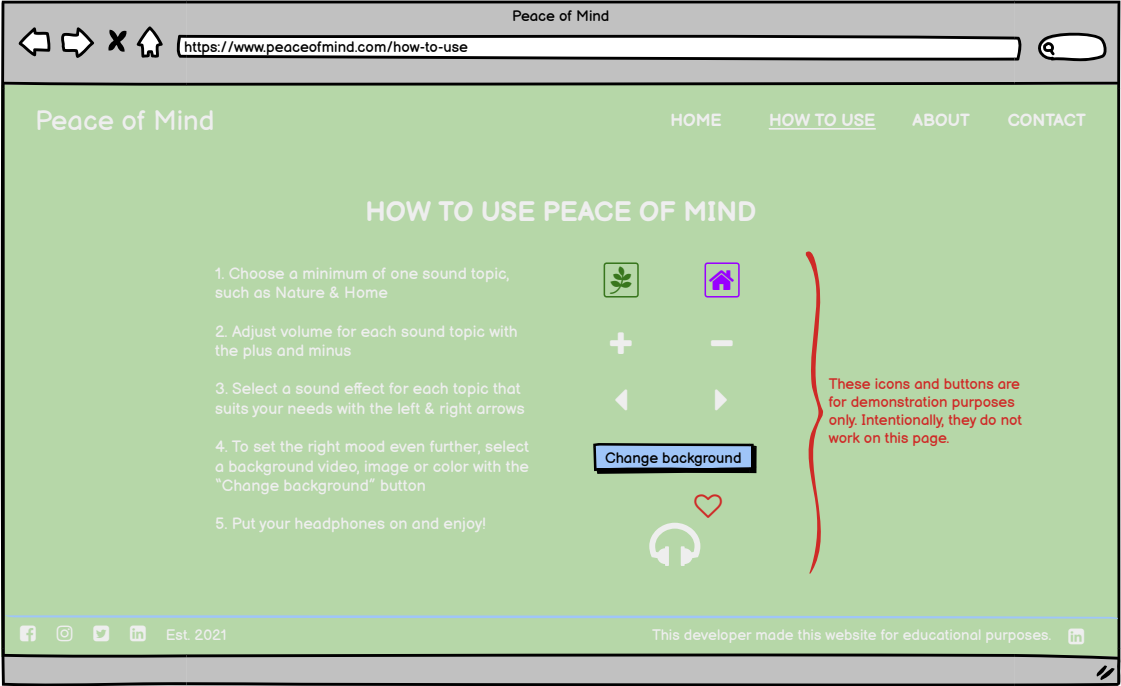 Peace of Mind
https://www.peaceofmind.com/how-to-use
Peace of Mind
HOME
HOW TO USE
ABOUT
CONTACT
HOW TO USE PEACE OF MIND
1. Choose a minimum of one sound topic,
such as Nature & Home
2. Adjust volume for each sound topic with
the plus and minus
3. Select a sound effect for each topic that
suits your needs with the left & right arrows
4. To set the right mood even further, select
a background video, image or color with the
"Change background" button
5. Put your headphones on and enjoy!
Change background
These icons and buttons are
for demonstration purposes
only. Intentionally, they do not
work on this page.
Est. 2021
This developer made this website for educational purposes.